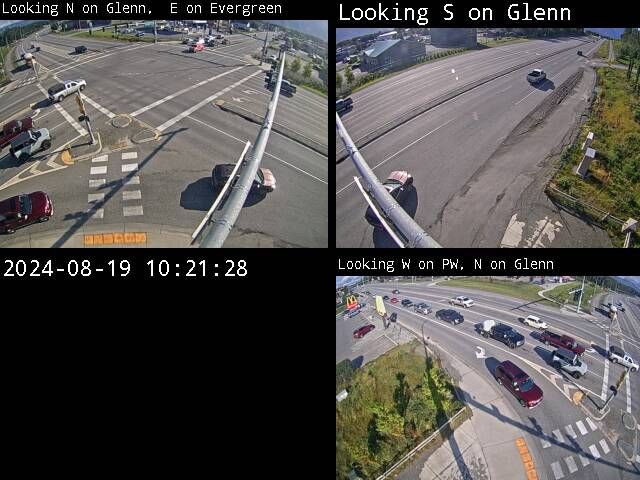 Looking N on Glenn, E on Evergreen
Looking S on Glenn
2024-08-19 10:21:28
Looking W on PW, N on Glenn